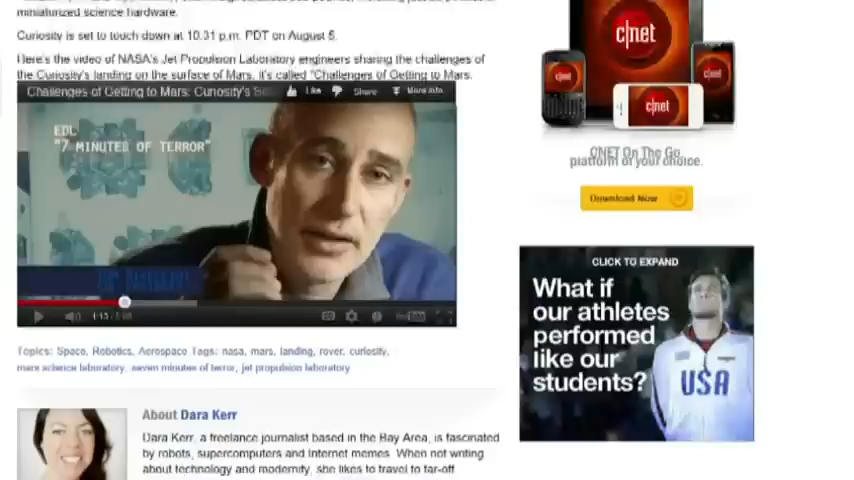 miniaturized science hardware.
Curiosity is set to touch down at 10.31 p.m. PDT on August 5.
Here's the video of NASA's Jet Propulsion Laboratory engineers sharing the challenges of
the Curiosity's landing on the surface of Mars, it's called "Challenges of Getting to Mars.
Challenges of Getting to Mars: Curiosity's
Like
Share
More info
EDL
"7 MINUTES OF TERROR"
Topics: Space, Robotics, Aerospace Tags: nasa, mars, landing, rover, curiosity,
mars science laboratory, seven minutes of terror, jet propulsion laboratory
About Dara Kerr
Dara Kerr, a freelance journalist based in the Bay Area, is fascinated
by robots, supercomputers and Internet memes. When not writing
about technology and modernity, she likes to travel to far-off
c|net
c|net
c|net
c|net
CNET On The Go
platform of your choice.
Download Now
CLICK TO EXPAND
What if
our athletes
performed
like our
students?
USA